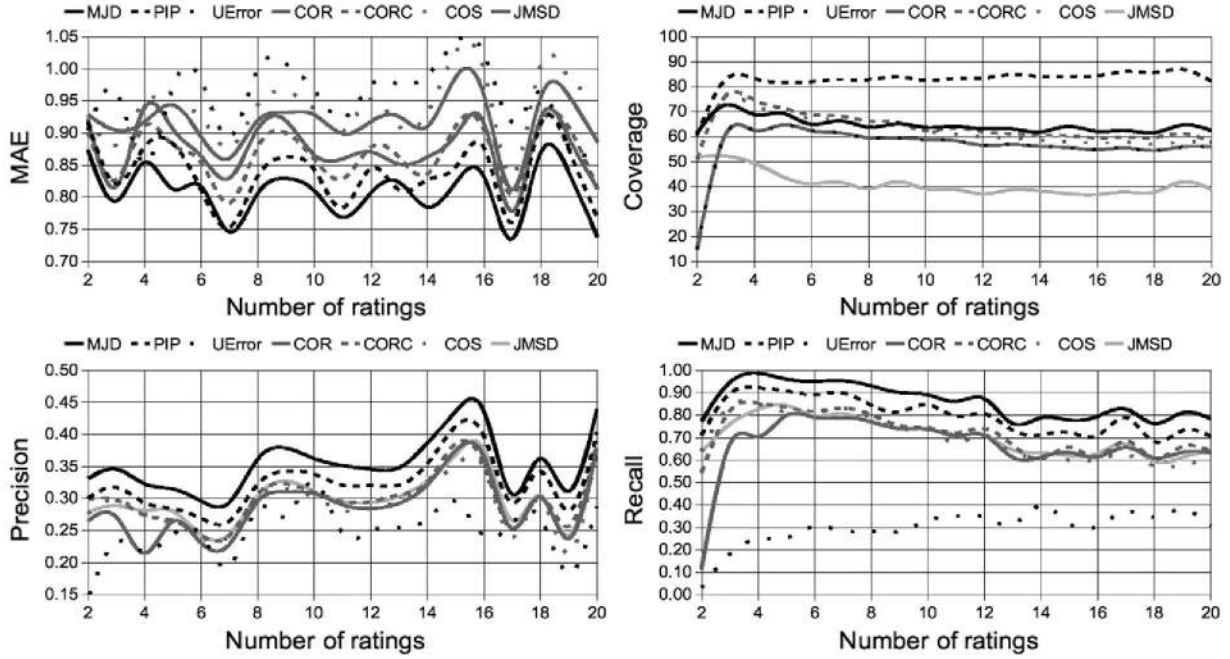 MJD PIP UError COR CORC COS JMSD
1.05
1.00
0.95
0.90
0.85
0.80
0.75
0.70
MAE
2 4 6 8 10 12 14 16 18 20
Number of ratings
MJD PIP UError COR CORC COS JMSD
100
90
80
70
60
50
40
30
20
10
Coverage
2 4 6 8 10 12 14 16 18 20
Number of ratings
MJD PIP UError COR CORC COS JMSD
0.50
0.45
0.40
0.35
0.30
0.25
0.20
0.15
Precision
2 4 6 8 10 12 14 16 18 20
Number of ratings
MJD PIP UError COR CORC COS JMSD
1.00
0.90
0.80
0.70
0.60
0.50
0.40
0.30
0.20
0.10
0.00
Recall
2 4 6 8 10 12 14 16 18 20
Number of ratings